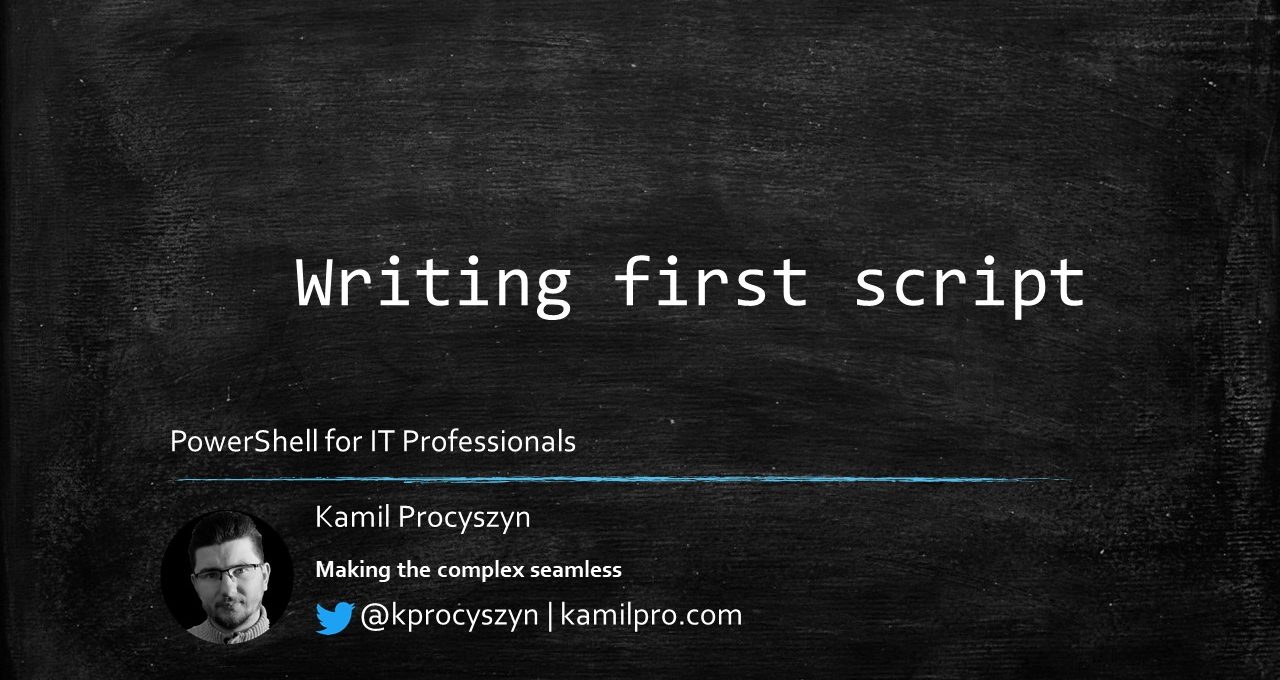 Writing first script
PowerShell for IT Professionals
Kamil Procyszyn
Making the complex seamless
@kprocyszyn | kamilpro.com